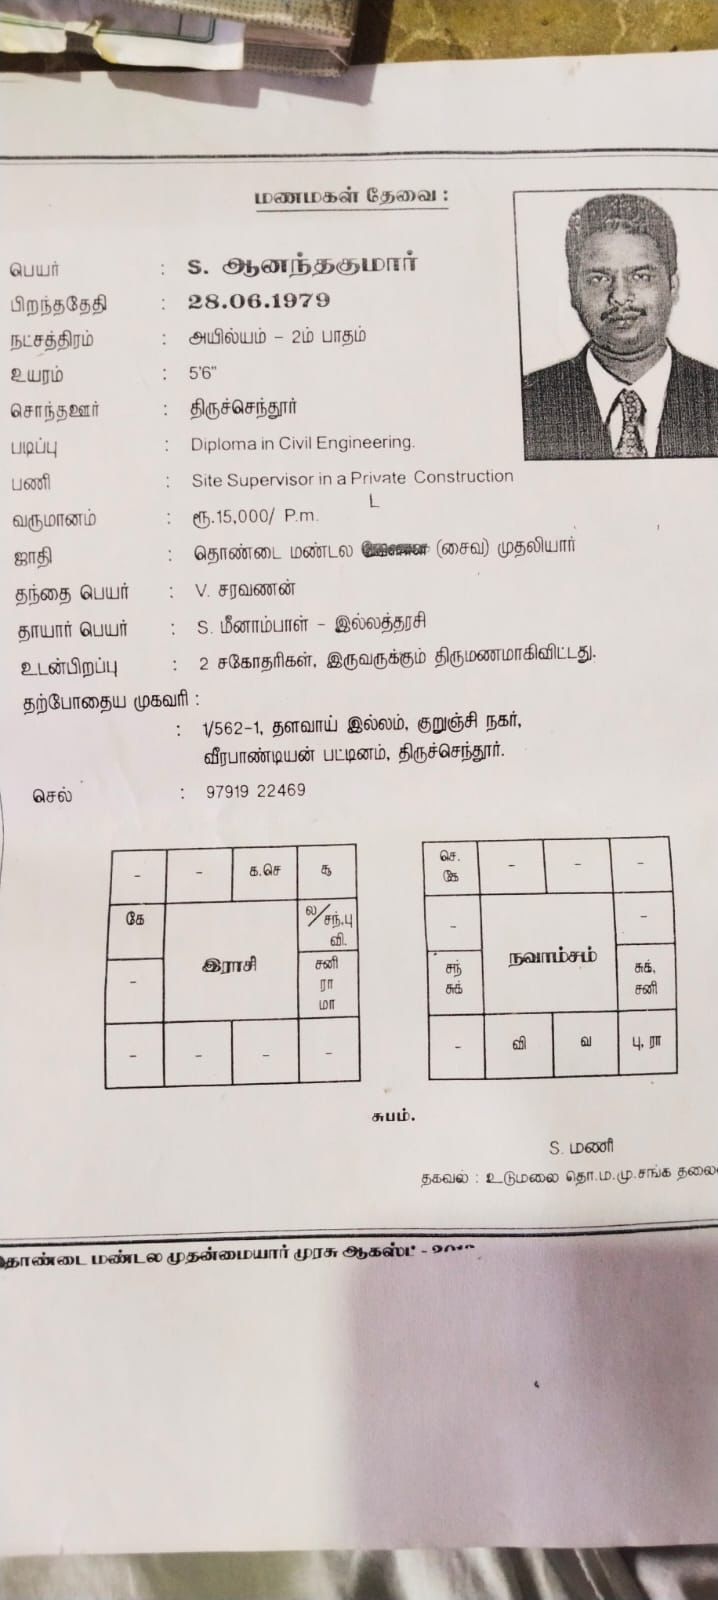 மணமகள் தேவை :
பெயர் : S. ஆனந்தகுமார்
பிறந்ததேதி : 28.06.1979
நட்சத்திரம் : அயில்யம் - 2ம் பாதம்
உயரம் : 5'6"
சொந்தஊர் : திருச்செந்தூர்
படிப்பு : Diploma in Civil Engineering.
பணி : Site Supervisor in a Private Construction
L
வருமானம் : ரூ.15,000/ P.m.
ஜாதி : தொண்டை மண்டல (சைவ) முதலியார்
தந்தை பெயர் : V. சரவணன்
தாயார் பெயர் : S. மீனாம்பாள் - இல்லத்தரசி
உடன்பிறப்பு : 2 சகோதரிகள், இருவருக்கும் திருமணமாகிவிட்டது.
தற்போதைய முகவரி :
: 1/562-1, தளவாய் இல்லம், குறுஞ்சி நகர்,
வீரபாண்டியன் பட்டினம், திருச்செந்தூர்.
செல் : 97919 22469
- - க.செ சூ
கே ல/சந்.பு வி.
இராசி
- சனி ரா மா
- - - -
செ. கே - - -
- -
நவாம்சம்
சந் சுக் சுக், சனி
- வி வ பு, ரா
சுபம்.
S. மணி
தகவல் : உடுமலை தொ.ம.மு.சங்க
தொண்டை மண்டல முதன்மையார் முரசு ஆகஸ்ட் -